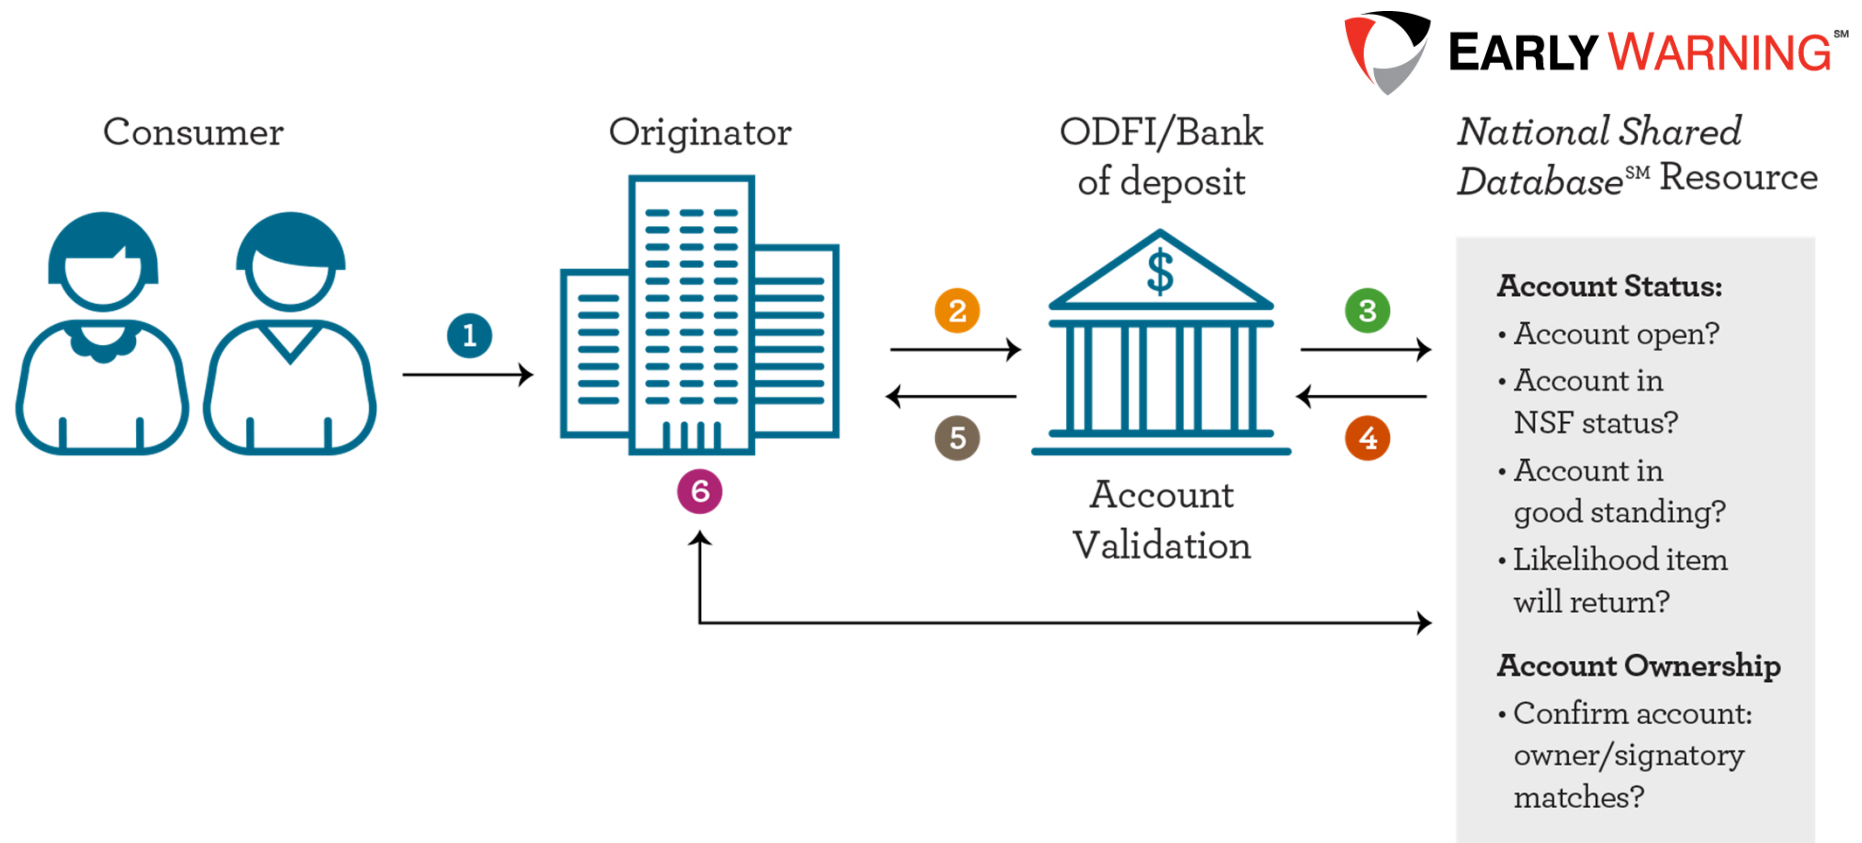 EARLY WARNING℠
Consumer
Originator
ODFI/Bank
of deposit
National Shared
Database℠ Resource
1
2
3
4
5
6
$
Account
Validation
Account Status:
• Account open?
• Account in
NSF status?
• Account in
good standing?
• Likelihood item
will return?
Account Ownership
• Confirm account:
owner/signatory
matches?